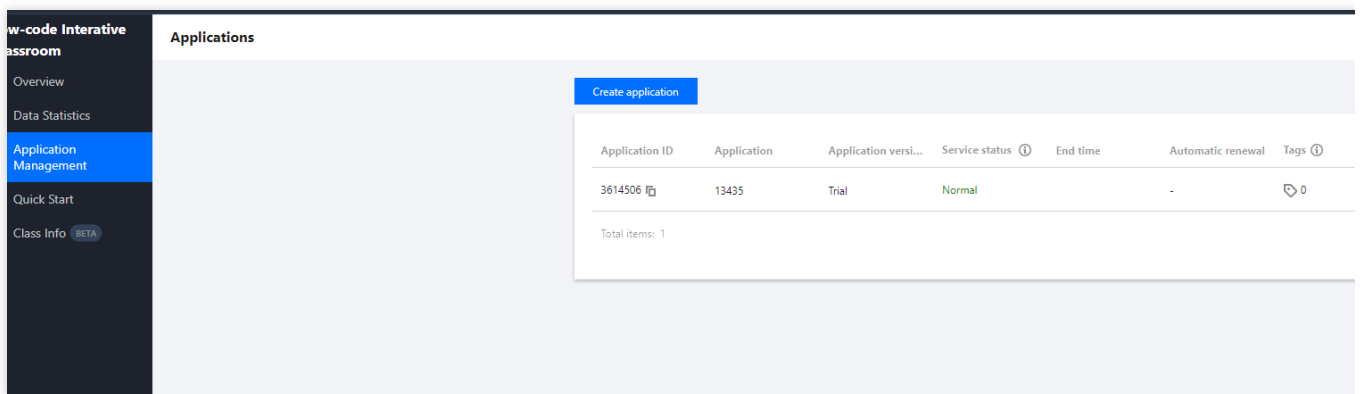 ow-code Interative
assroom
Applications
Overview
Data Statistics
Application
Management
Quick Start
Class Info BETA
Create application
Application ID Application Application versi... Service status End time Automatic renewal Tags
3614506 13435 Trial Normal - 0
Total items: 1